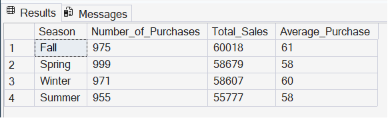 Results Messages
Season Number_of_Purchases Total_Sales Average_Purchase
1 Fall 975 60018 61
2 Spring 999 58679 58
3 Winter 971 58607 60
4 Summer 955 55777 58